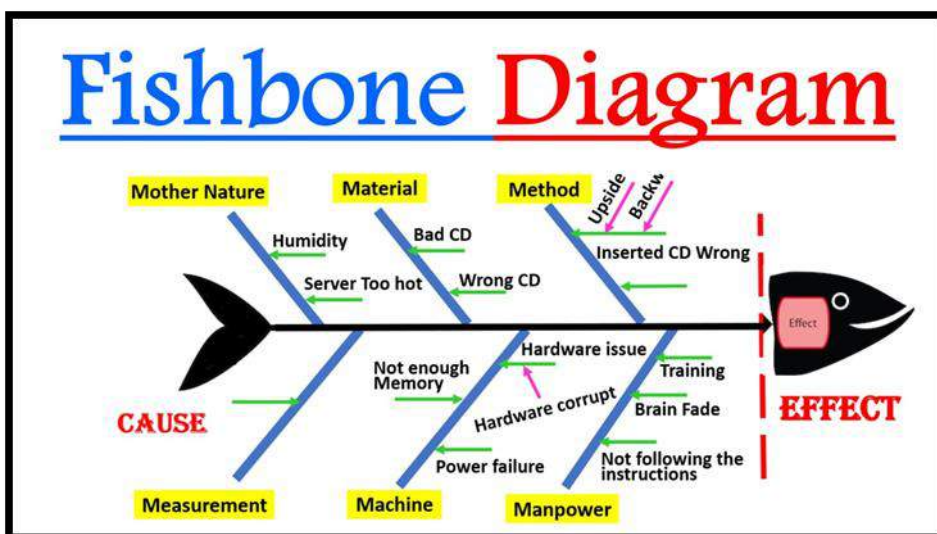 Fishbone Diagram
Mother Nature
Material
Method
Upside
Backw
Humidity
Bad CD
Inserted CD Wrong
Server Too hot
Wrong CD
Effect
Hardware issue
Not enough
Memory
Training
Hardware corrupt
Brain Fade
CAUSE
EFFECT
Power failure
Not following the
instructions
Measurement
Machine
Manpower